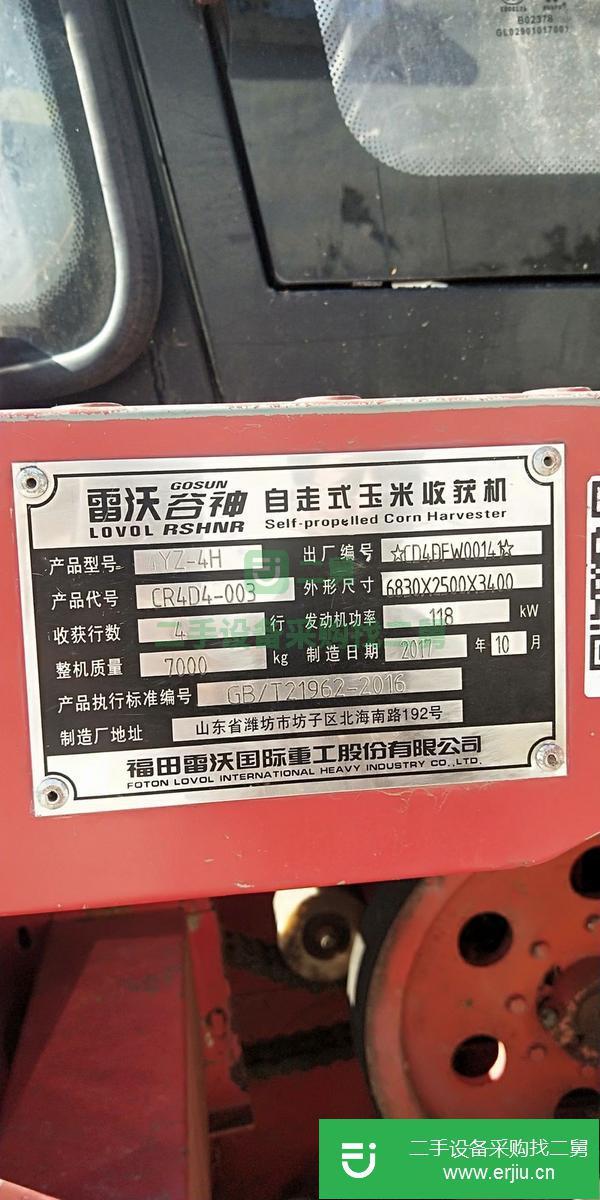 B02378
GL02901017001
雷沃谷神 自走式玉米收获机
GOSUN
LOVOL RSHNR Self-propelled Corn Harvester
产品型号 4YZ-4H 出厂编号 ☆CD4DEW00141☆
产品代号 CR4D4-003 外形尺寸 6830X2500X3400
收获行数 4 行 发动机功率 118 kW
整机质量 7000 kg 制造日期 2017 年 10 月
产品执行标准编号 GB/T21962-2016
制造厂地址 山东省潍坊市坊子区北海南路192号
福田雷沃国际重工股份有限公司
FOTON LOVOL INTERNATIONAL HEAVY INDUSTRY CO.,LTD.
二舅
二手设备采购找二舅
二手设备采购找二舅
www.erjiu.cn